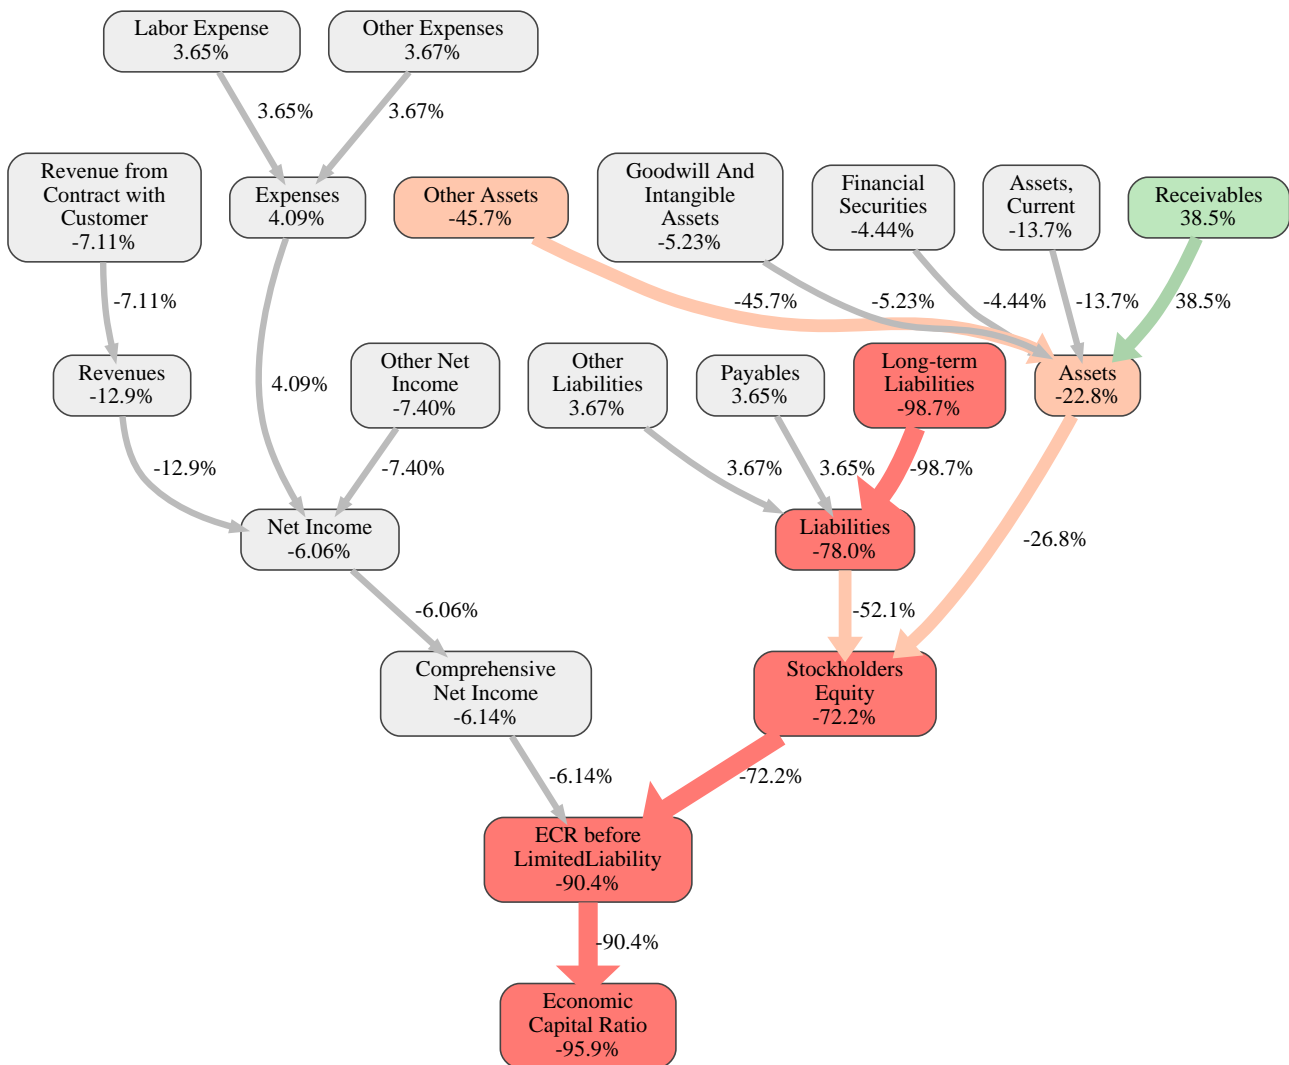 Labor Expense
3.65%
Other Expenses
3.67%
3.65%
3.67%
Revenue from
Contract with
Customer
-7.11%
Expenses
4.09%
Other Assets
-45.7%
Goodwill And
Intangible
Assets
-5.23%
Financial
Securities
-4.44%
Assets,
Current
-13.7%
Receivables
38.5%
-7.11%
-45.7%
-5.23%
-4.44%
-13.7%
38.5%
Revenues
-12.9%
4.09%
Other Net
Income
-7.40%
Other
Liabilities
3.67%
Payables
3.65%
Long-term
Liabilities
-98.7%
Assets
-22.8%
-12.9%
-7.40%
3.67%
3.65%
-98.7%
Net Income
-6.06%
Liabilities
-78.0%
-26.8%
-6.06%
-52.1%
Comprehensive
Net Income
-6.14%
Stockholders
Equity
-72.2%
-6.14%
-72.2%
ECR before
LimitedLiability
-90.4%
-90.4%
Economic
Capital Ratio
-95.9%